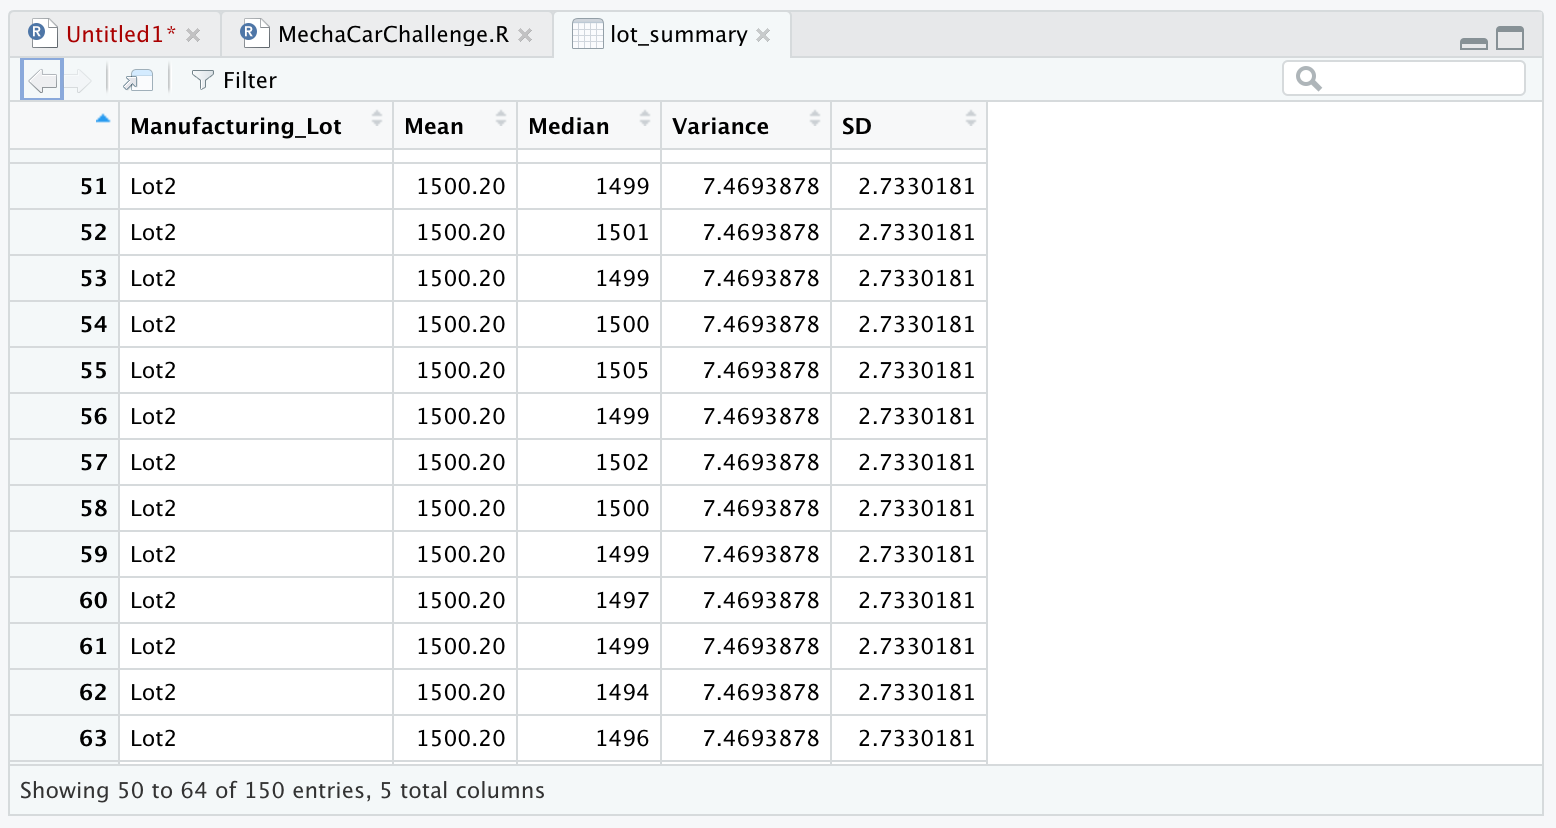 Untitled1* MechaCarChallenge.R lot_summary
Filter
Manufacturing_Lot Mean Median Variance SD
51 Lot2 1500.20 1499 7.4693878 2.7330181
52 Lot2 1500.20 1501 7.4693878 2.7330181
53 Lot2 1500.20 1499 7.4693878 2.7330181
54 Lot2 1500.20 1500 7.4693878 2.7330181
55 Lot2 1500.20 1505 7.4693878 2.7330181
56 Lot2 1500.20 1499 7.4693878 2.7330181
57 Lot2 1500.20 1502 7.4693878 2.7330181
58 Lot2 1500.20 1500 7.4693878 2.7330181
59 Lot2 1500.20 1499 7.4693878 2.7330181
60 Lot2 1500.20 1497 7.4693878 2.7330181
61 Lot2 1500.20 1499 7.4693878 2.7330181
62 Lot2 1500.20 1494 7.4693878 2.7330181
63 Lot2 1500.20 1496 7.4693878 2.7330181
Showing 50 to 64 of 150 entries, 5 total columns